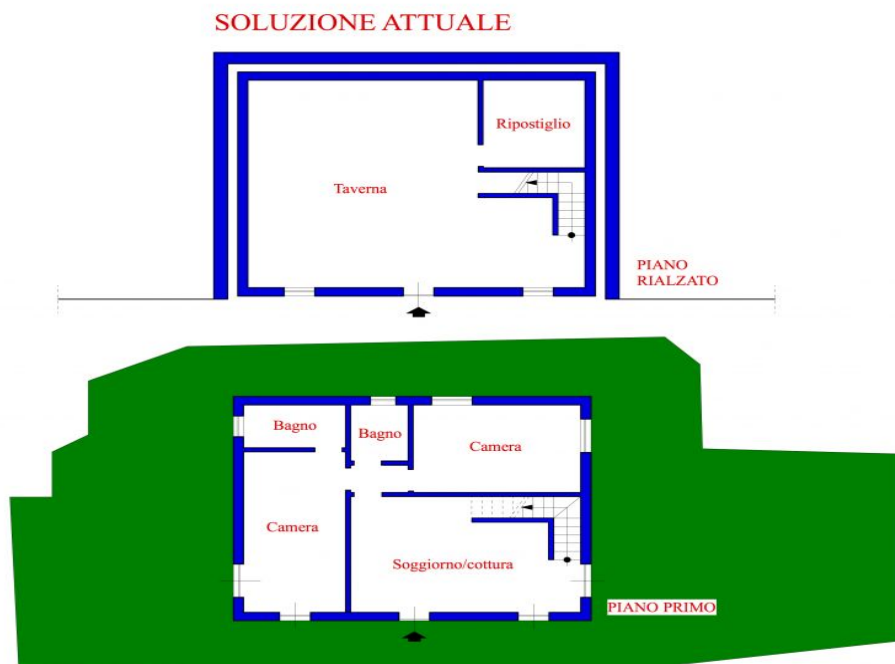 SOLUZIONE ATTUALE
Ripostiglio
Taverna
PIANO
RIALZATO
Bagno
Bagno
Camera
Camera
Soggiorno/cottura
PIANO PRIMO